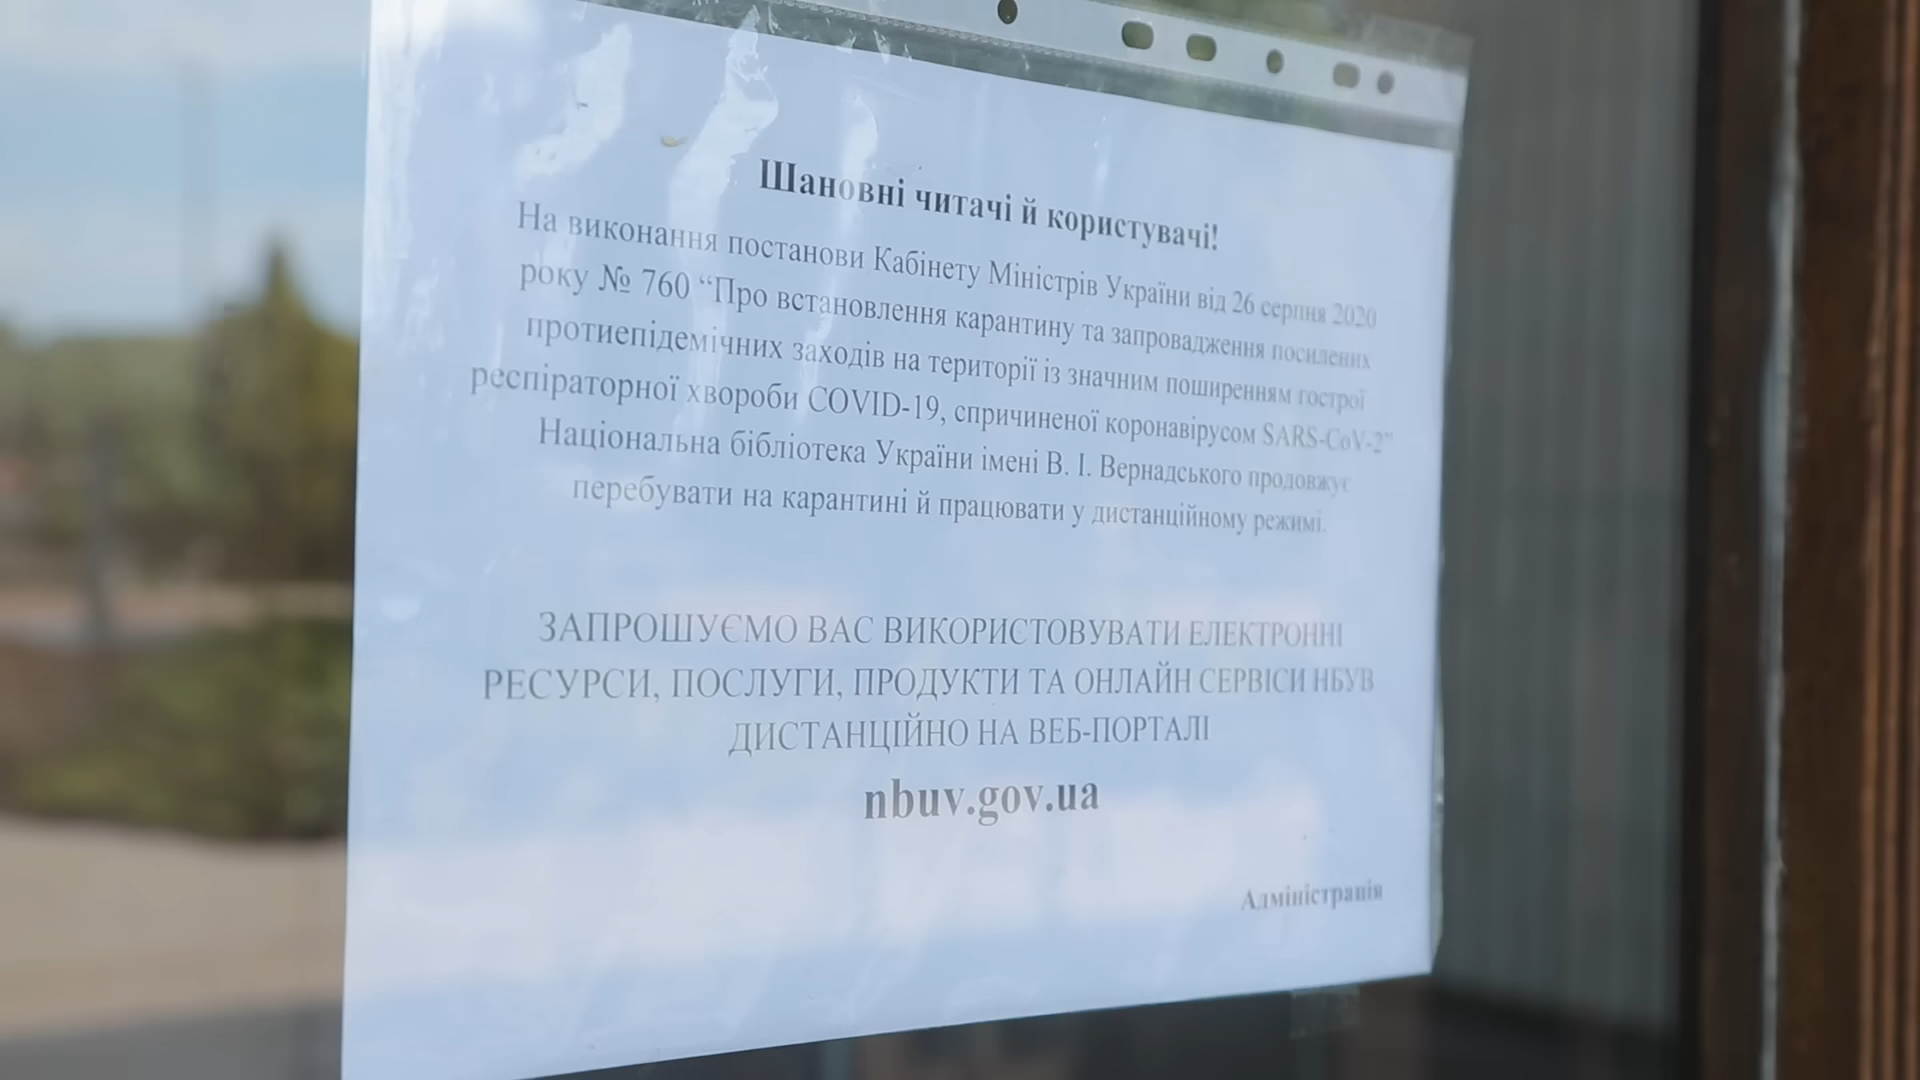 Шановні читачі й користувачі!
На виконання постанови Кабінету Міністрів України від 26 серпня 2020
року № 760 “Про встановлення карантину та запровадження посилених
протиепідемічних заходів на території із значним поширенням гострої
респіраторної хвороби COVID-19, спричиненої коронавірусом SARS-CoV-2”
Національна бібліотека України імені В. І. Вернадського продовжує
перебувати на карантині й працювати у дистанційному режимі.
ЗАПРОШУЄМО ВАС ВИКОРИСТОВУВАТИ ЕЛЕКТРОННІ
РЕСУРСИ, ПОСЛУГИ, ПРОДУКТИ ТА ОНЛАЙН СЕРВІСИ НБУВ
ДИСТАНЦІЙНО НА ВЕБ-ПОРТАЛІ
nbuv.gov.ua
Адміністрація